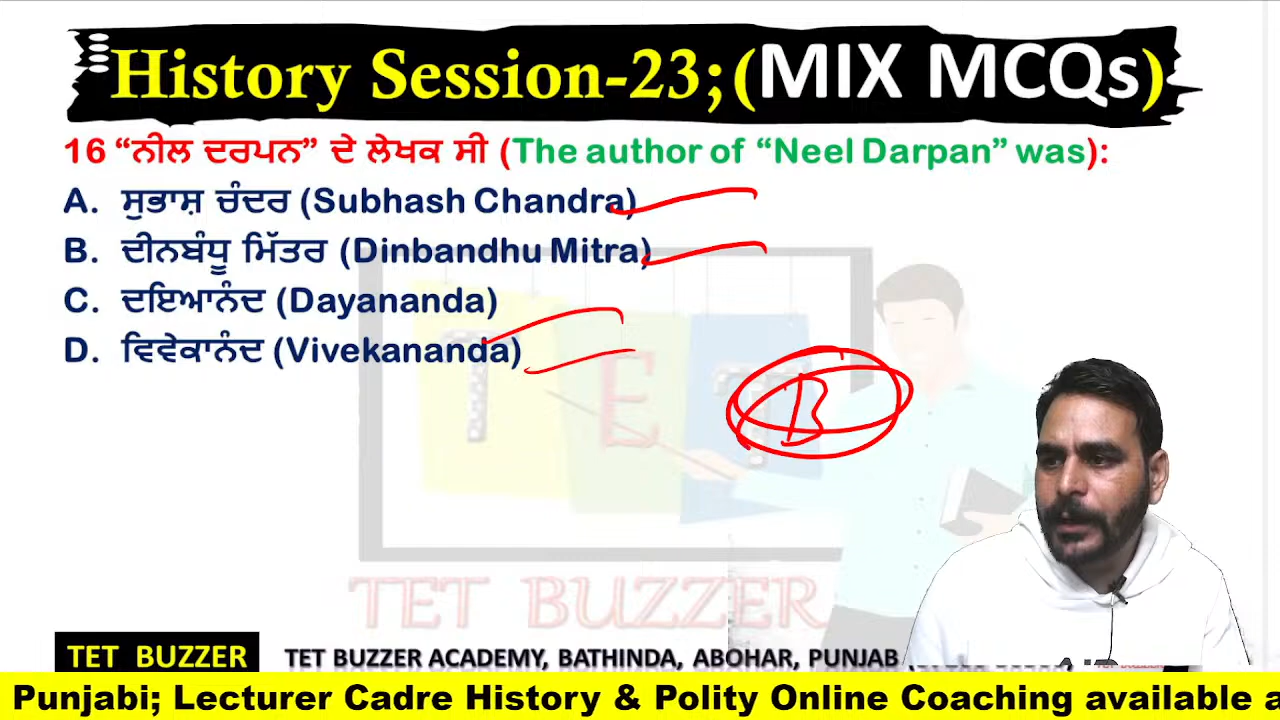 History Session-23;(MIX MCQs)
16 “ਨੀਲ ਦਰਪਨ” ਦੇ ਲੇਖਕ ਸੀ (The author of “Neel Darpan” was):
A. ਸੁਭਾਸ਼ ਚੰਦਰ (Subhash Chandra)
B. ਦੀਨਬੰਧੂ ਮਿੱਤਰ (Dinbandhu Mitra)
C. ਦਇਆਨੰਦ (Dayananda)
D. ਵਿਵੇਕਾਨੰਦ (Vivekananda)
B
T E T
TET BUZZER
TET BUZZER TET BUZZER ACADEMY, BATHINDA, ABOHAR, PUNJAB
Punjabi; Lecturer Cadre History & Polity Online Coaching available a